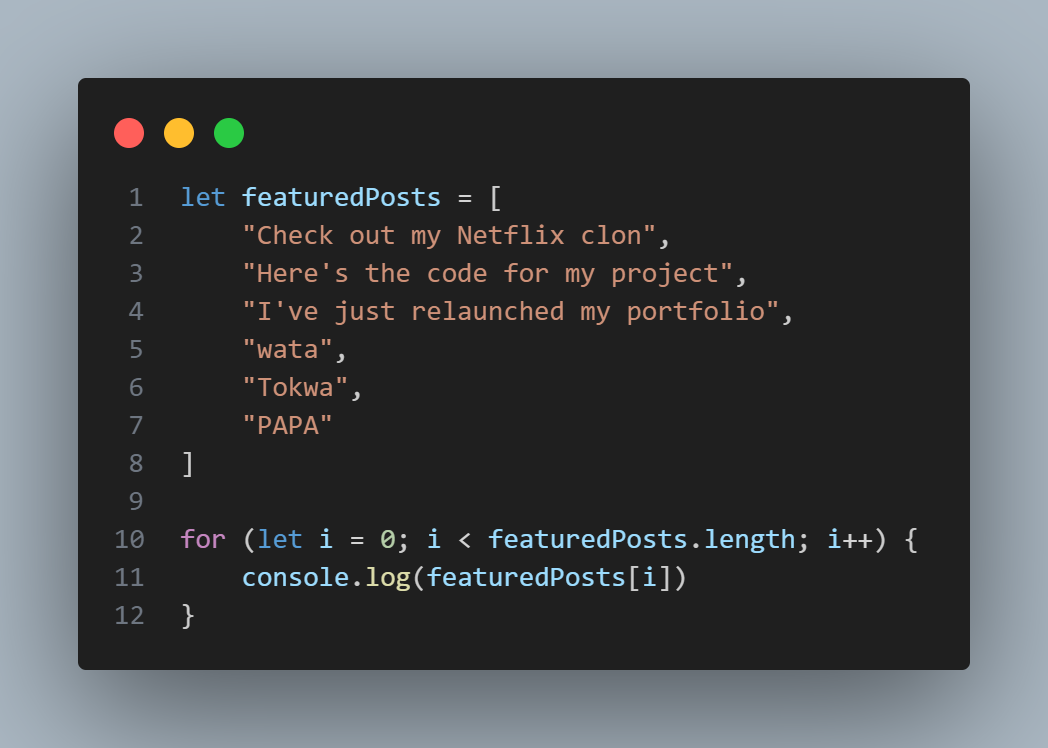 1 let featuredPosts = [
2     "Check out my Netflix clon",
3     "Here's the code for my project",
4     "I've just relaunched my portfolio",
5     "wata",
6     "Tokwa",
7     "PAPA"
8 ]
9
10 for (let i = 0; i < featuredPosts.length; i++) {
11     console.log(featuredPosts[i])
12 }